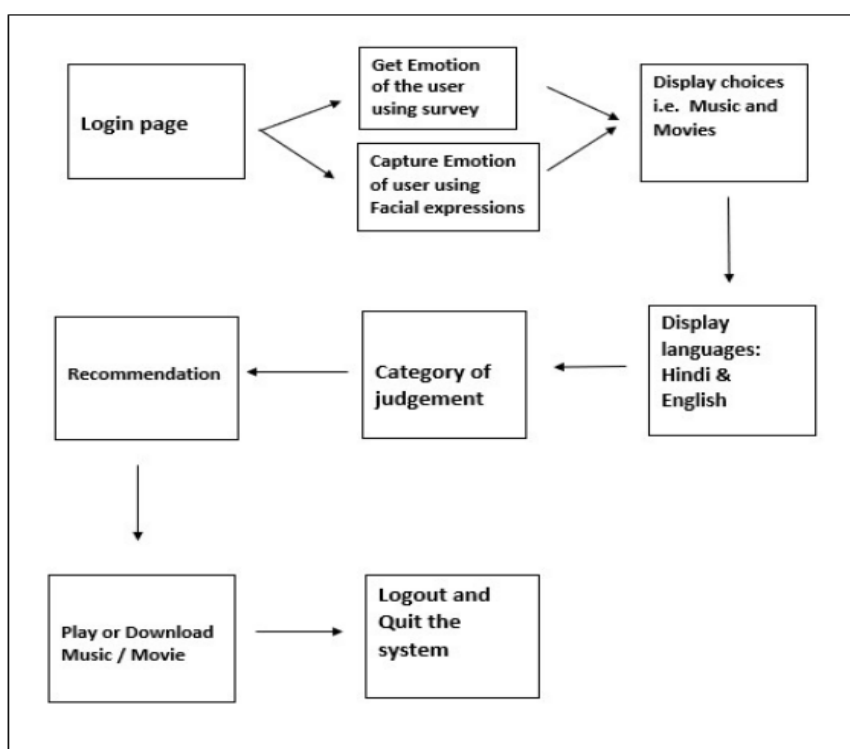 Login page
Get Emotion
of the user
using survey
Capture Emotion
of user using
Facial expressions
Display choices
i.e. Music and
Movies
Display
languages:
Hindi &
English
Category of
judgement
Recommendation
Play or Download
Music / Movie
Logout and
Quit the
system